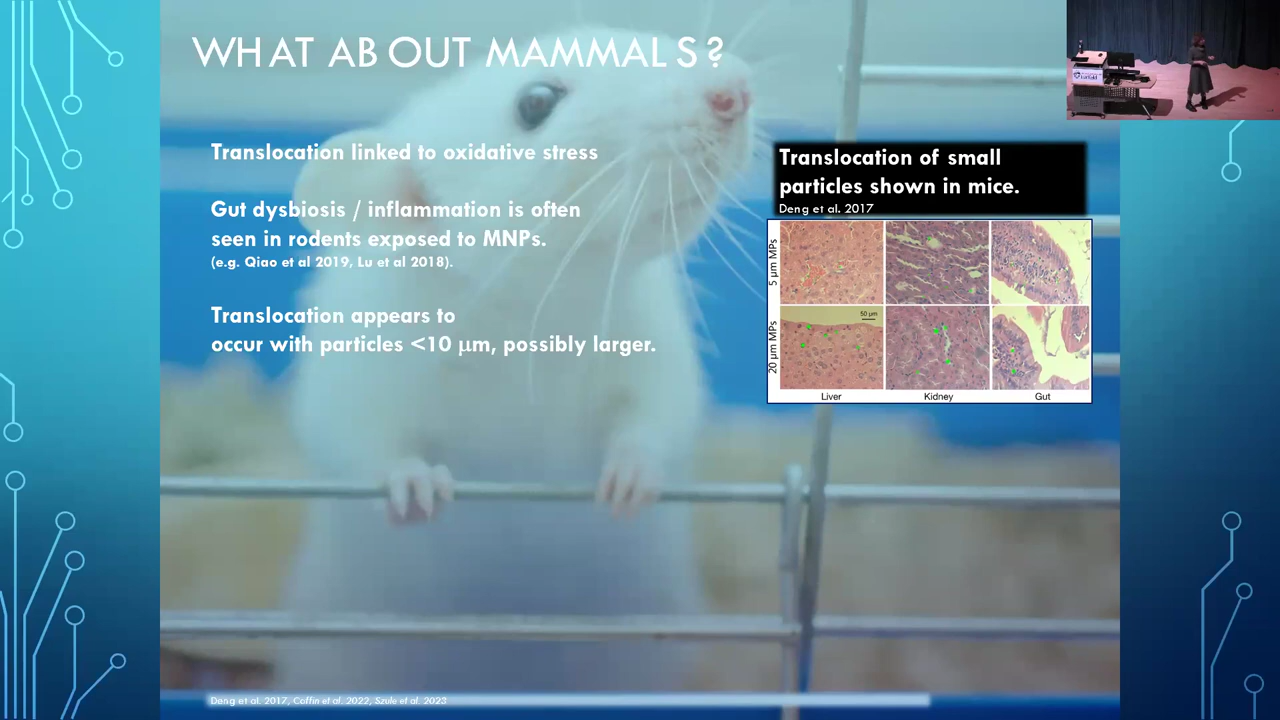 WHAT ABOUT MAMMALS?
Translocation linked to oxidative stress
Gut dysbiosis / inflammation is often
seen in rodents exposed to MNPs.
(e.g. Qiao et al 2019, Lu et al 2018).
Translocation appears to
occur with particles <10 μm, possibly larger.
Translocation of small
particles shown in mice.
Deng et al. 2017
5 μm MPs
20 μm MPs
50 μm
Liver Kidney Gut
Deng et al. 2017, Coffin et al. 2022, Szule et al. 2023